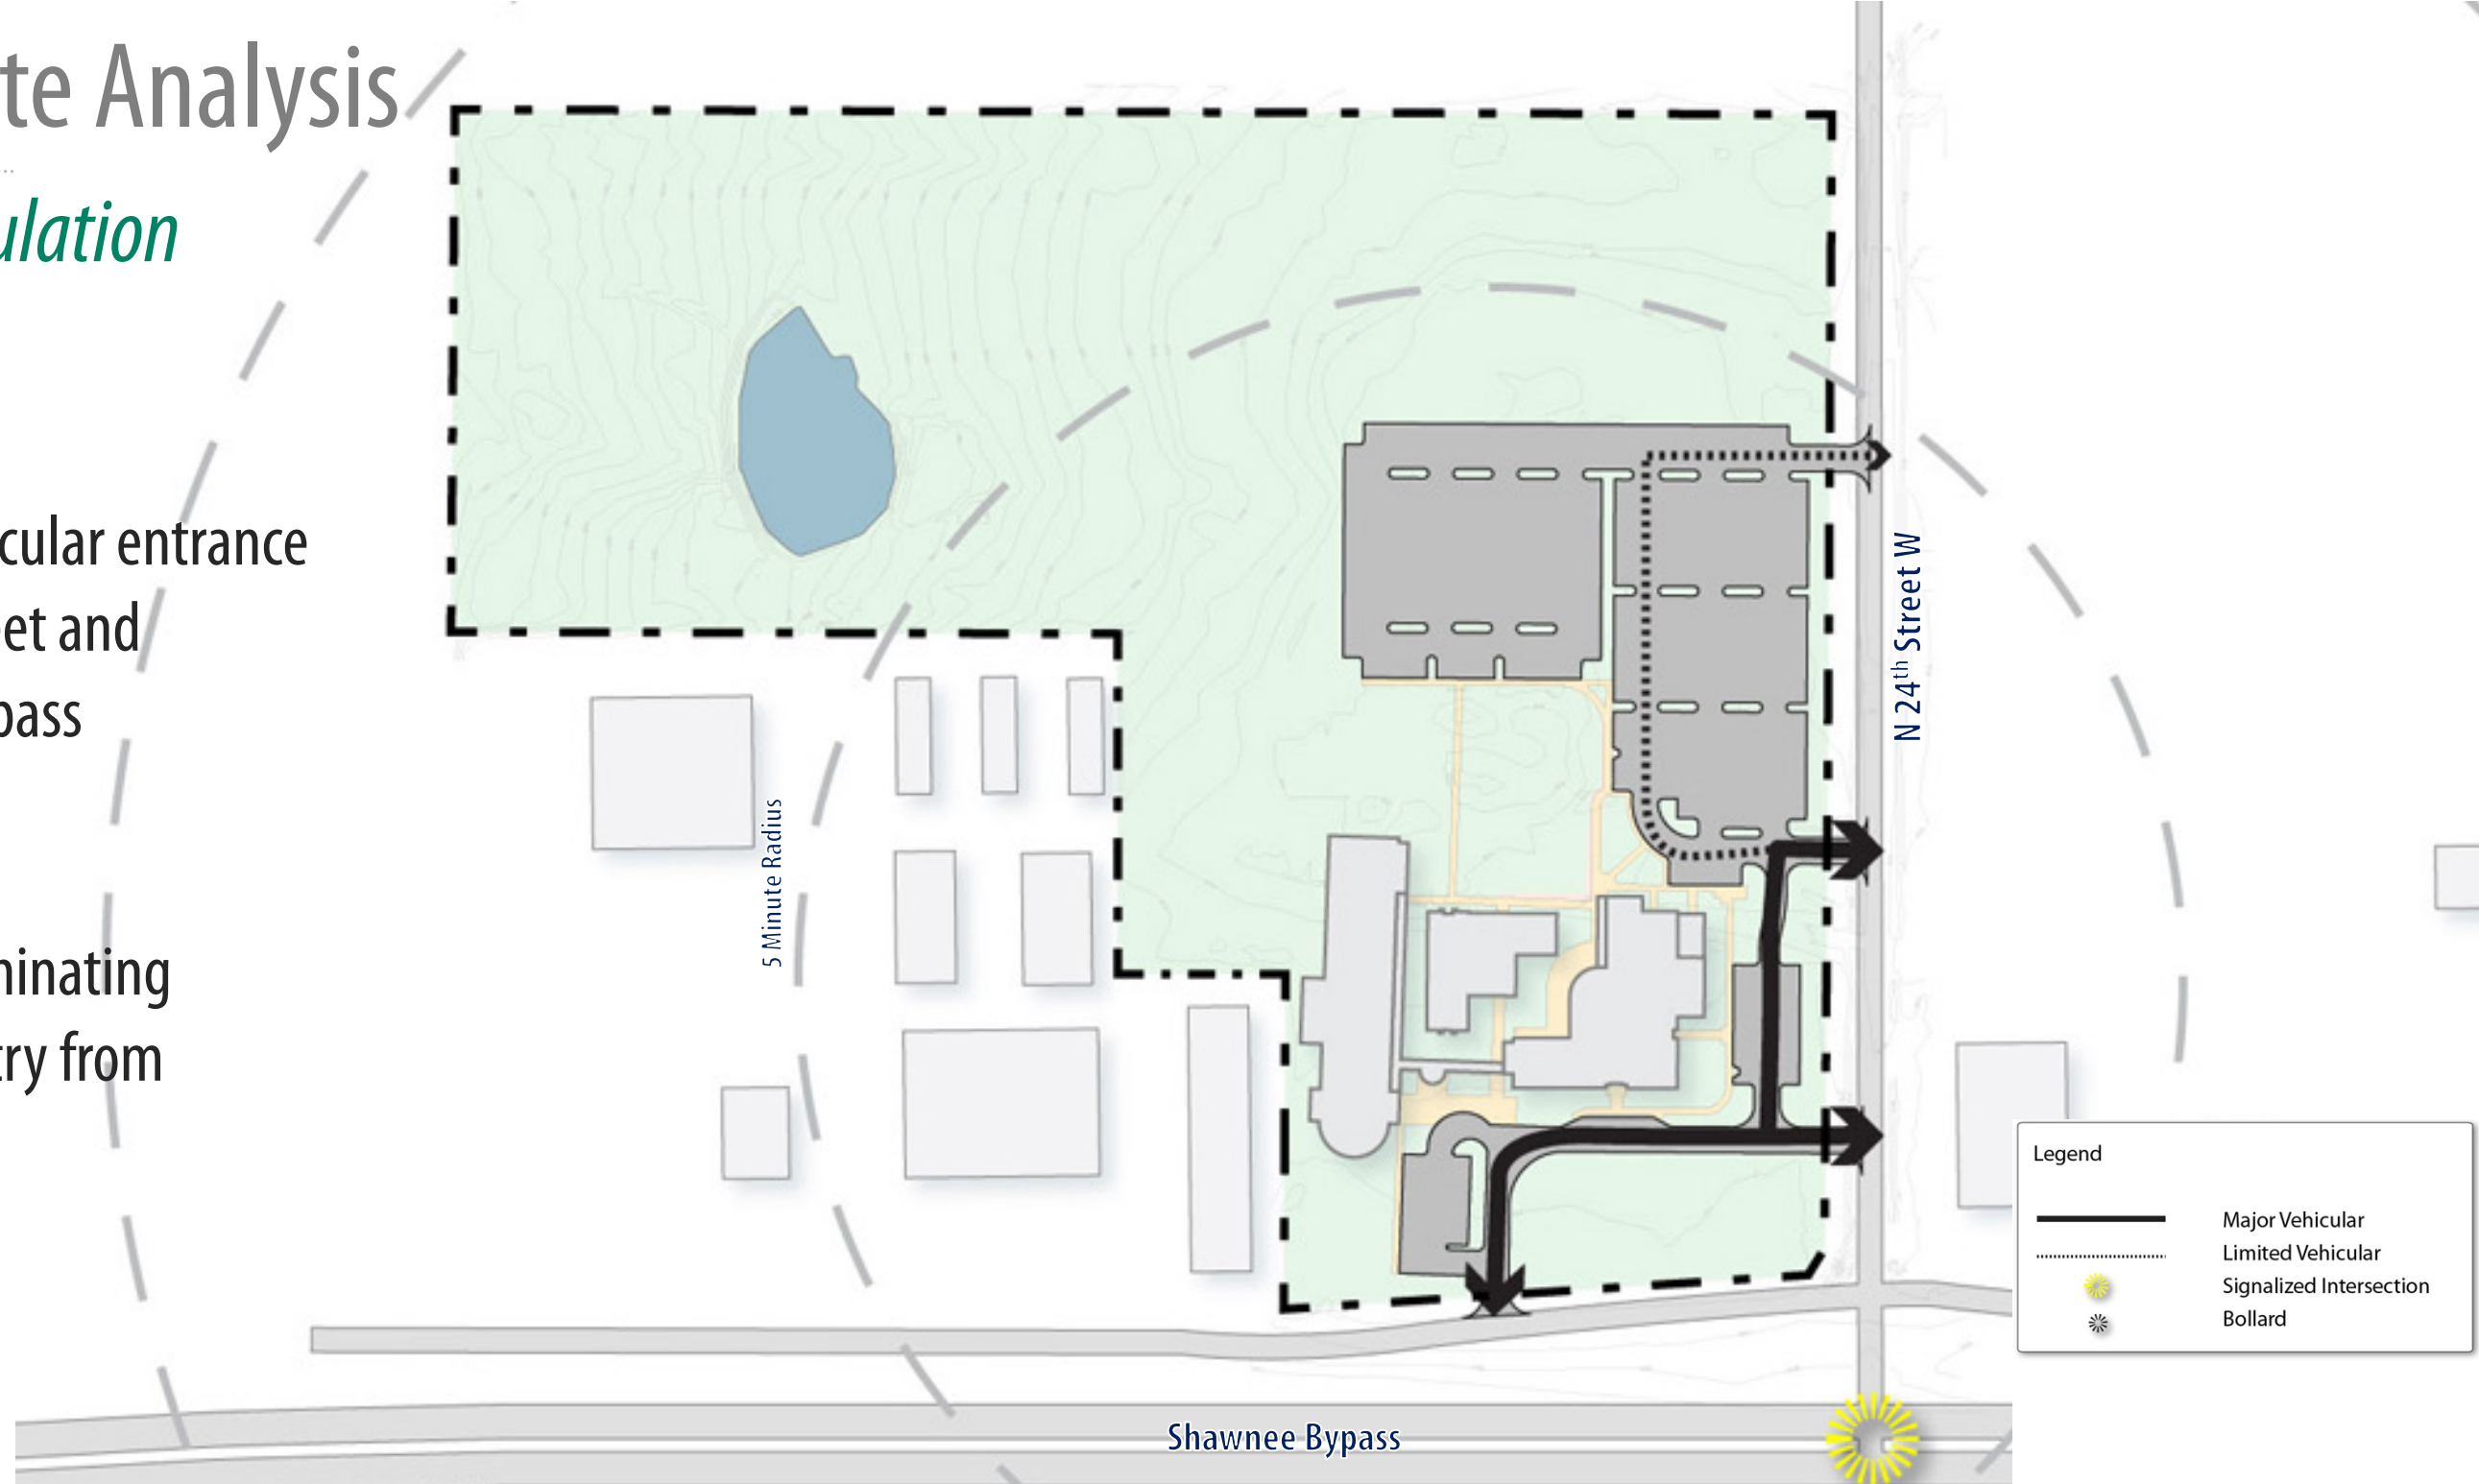 te Analysis
ulation
cular entrance
et and
pass
ninating
try from
N 24th Street W
5 Minute Radius
Shawnee Bypass
Legend
Major Vehicular
Limited Vehicular
Signalized Intersection
Bollard